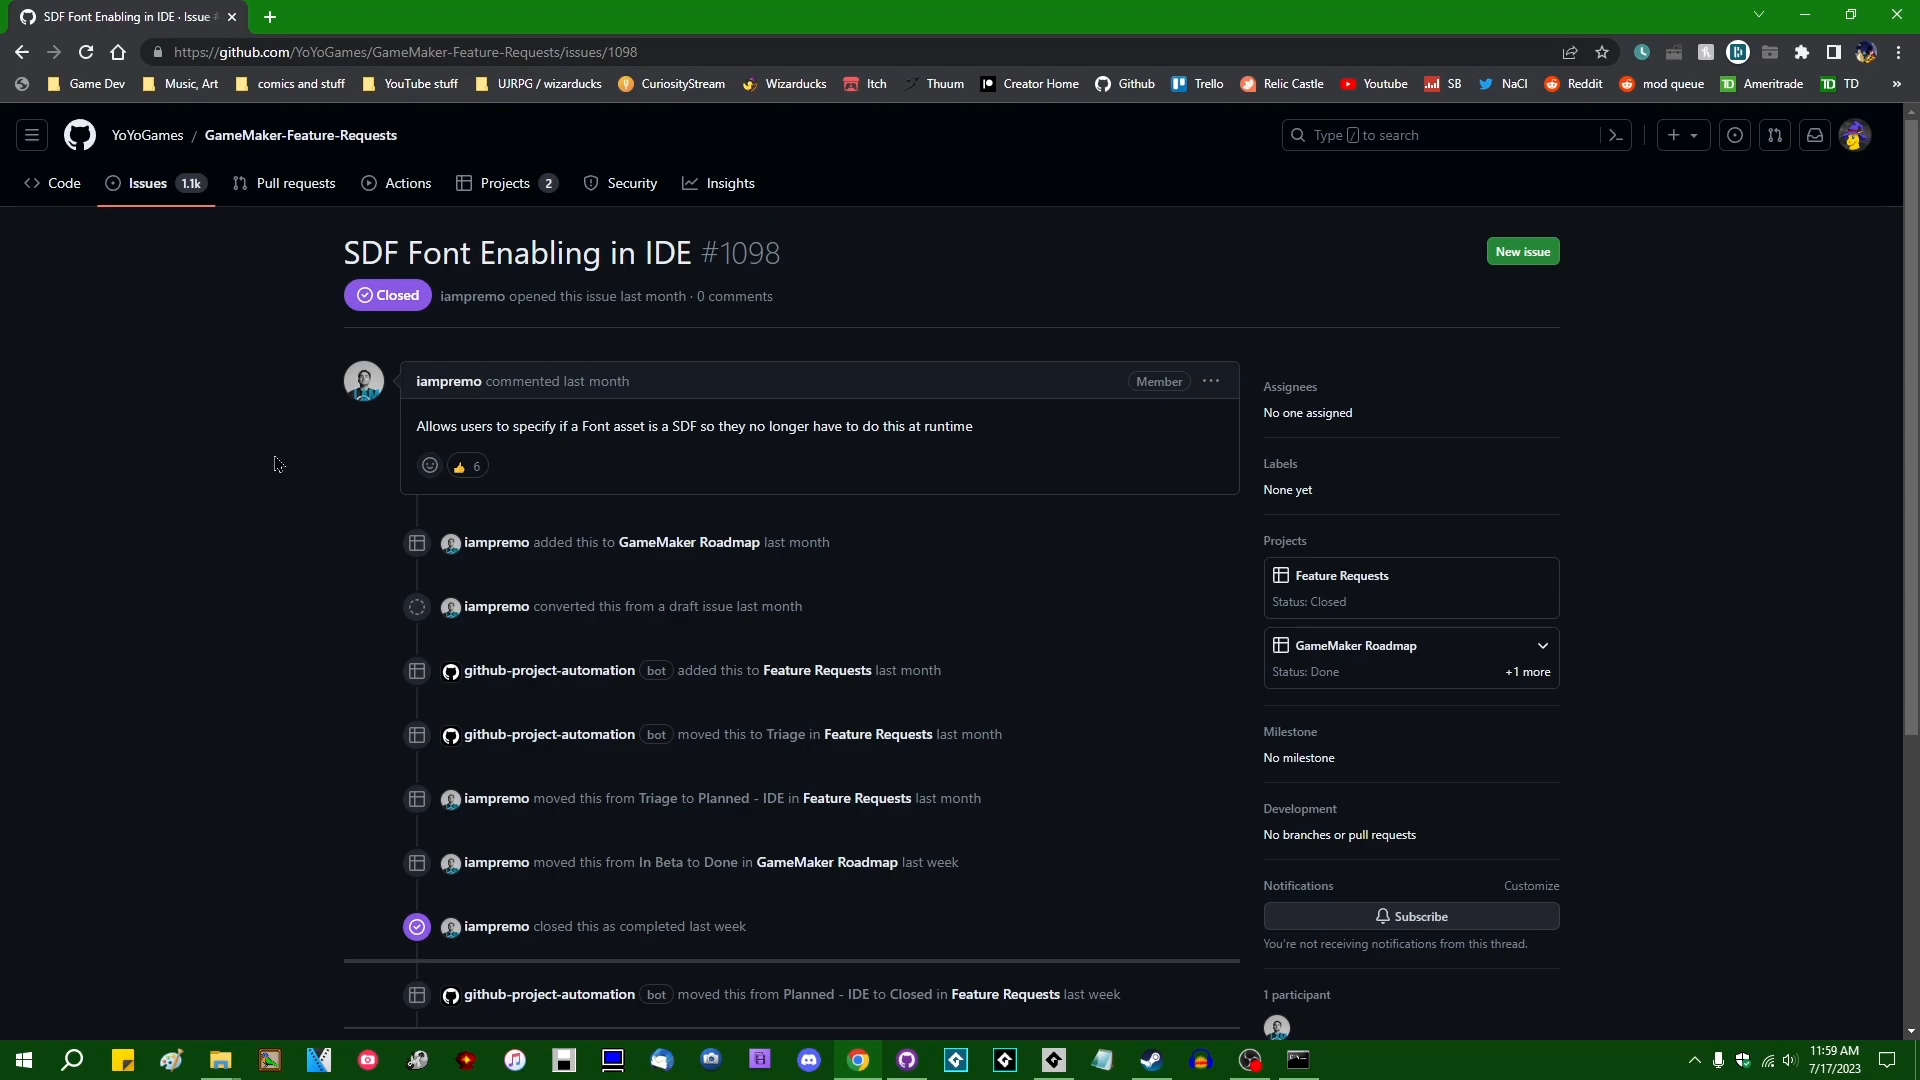 SDF Font Enabling in IDE · Issue #
https://github.com/YoYoGames/GameMaker-Feature-Requests/issues/1098
Game Dev
Music, Art
comics and stuff
YouTube stuff
UJRPG / wizarducks
CuriosityStream
Wizarducks
Itch
Thuum
Creator Home
Github
Trello
Relic Castle
Youtube
SB
NaCl
Reddit
mod queue
Ameritrade
TD
YoYoGames / GameMaker-Feature-Requests
Type / to search
Code
Issues 1.1k
Pull requests
Actions
Projects 2
Security
Insights
SDF Font Enabling in IDE #1098
New issue
Closed
iampremo opened this issue last month · 0 comments
iampremo commented last month
Member
Allows users to specify if a Font asset is a SDF so they no longer have to do this at runtime
6
iampremo added this to GameMaker Roadmap last month
iampremo converted this from a draft issue last month
github-project-automation bot added this to Feature Requests last month
github-project-automation bot moved this to Triage in Feature Requests last month
iampremo moved this from Triage to Planned - IDE in Feature Requests last month
iampremo moved this from In Beta to Done in GameMaker Roadmap last week
iampremo closed this as completed last week
github-project-automation bot moved this from Planned - IDE to Closed in Feature Requests last week
Assignees
No one assigned
Labels
None yet
Projects
Feature Requests
Status: Closed
GameMaker Roadmap
Status: Done
+1 more
Milestone
No milestone
Development
No branches or pull requests
Notifications
Customize
Subscribe
You're not receiving notifications from this thread.
1 participant
11:59 AM
7/17/2023